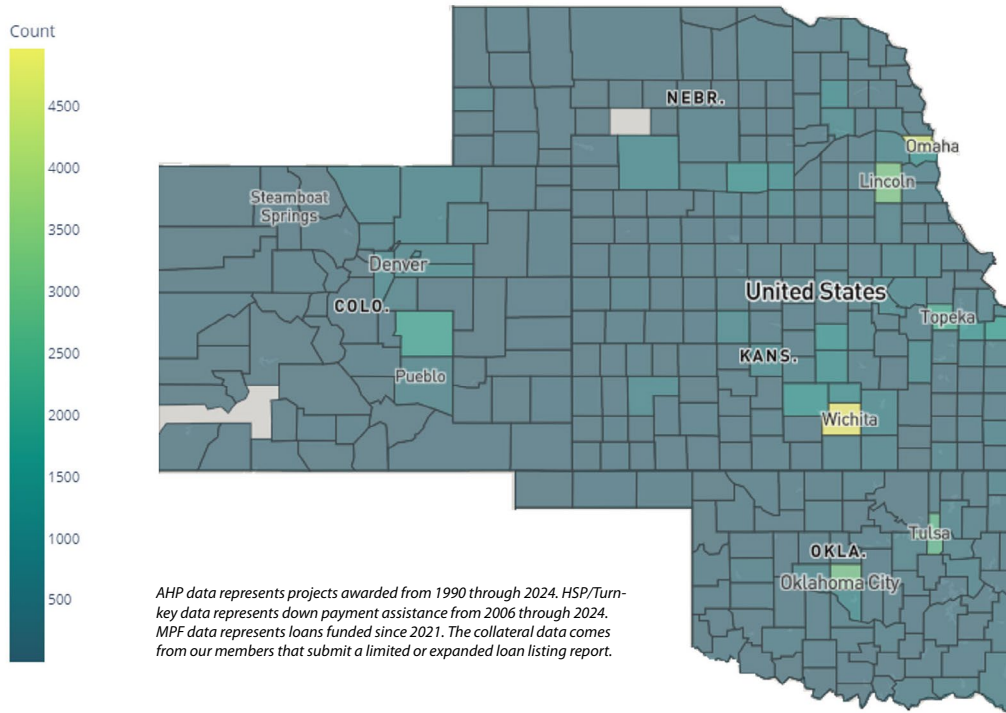 Count
4500
4000
3500
3000
2500
2000
1500
1000
500
NEBR.
Omaha
Lincoln
Steamboat
Springs
Denver
United States
COLO.
Topeka
KANS.
Pueblo
Wichita
Tulsa
OKLA.
Oklahoma City
AHP data represents projects awarded from 1990 through 2024. HSP/Turn-
key data represents down payment assistance from 2006 through 2024.
MPF data represents loans funded since 2021. The collateral data comes
from our members that submit a limited or expanded loan listing report.